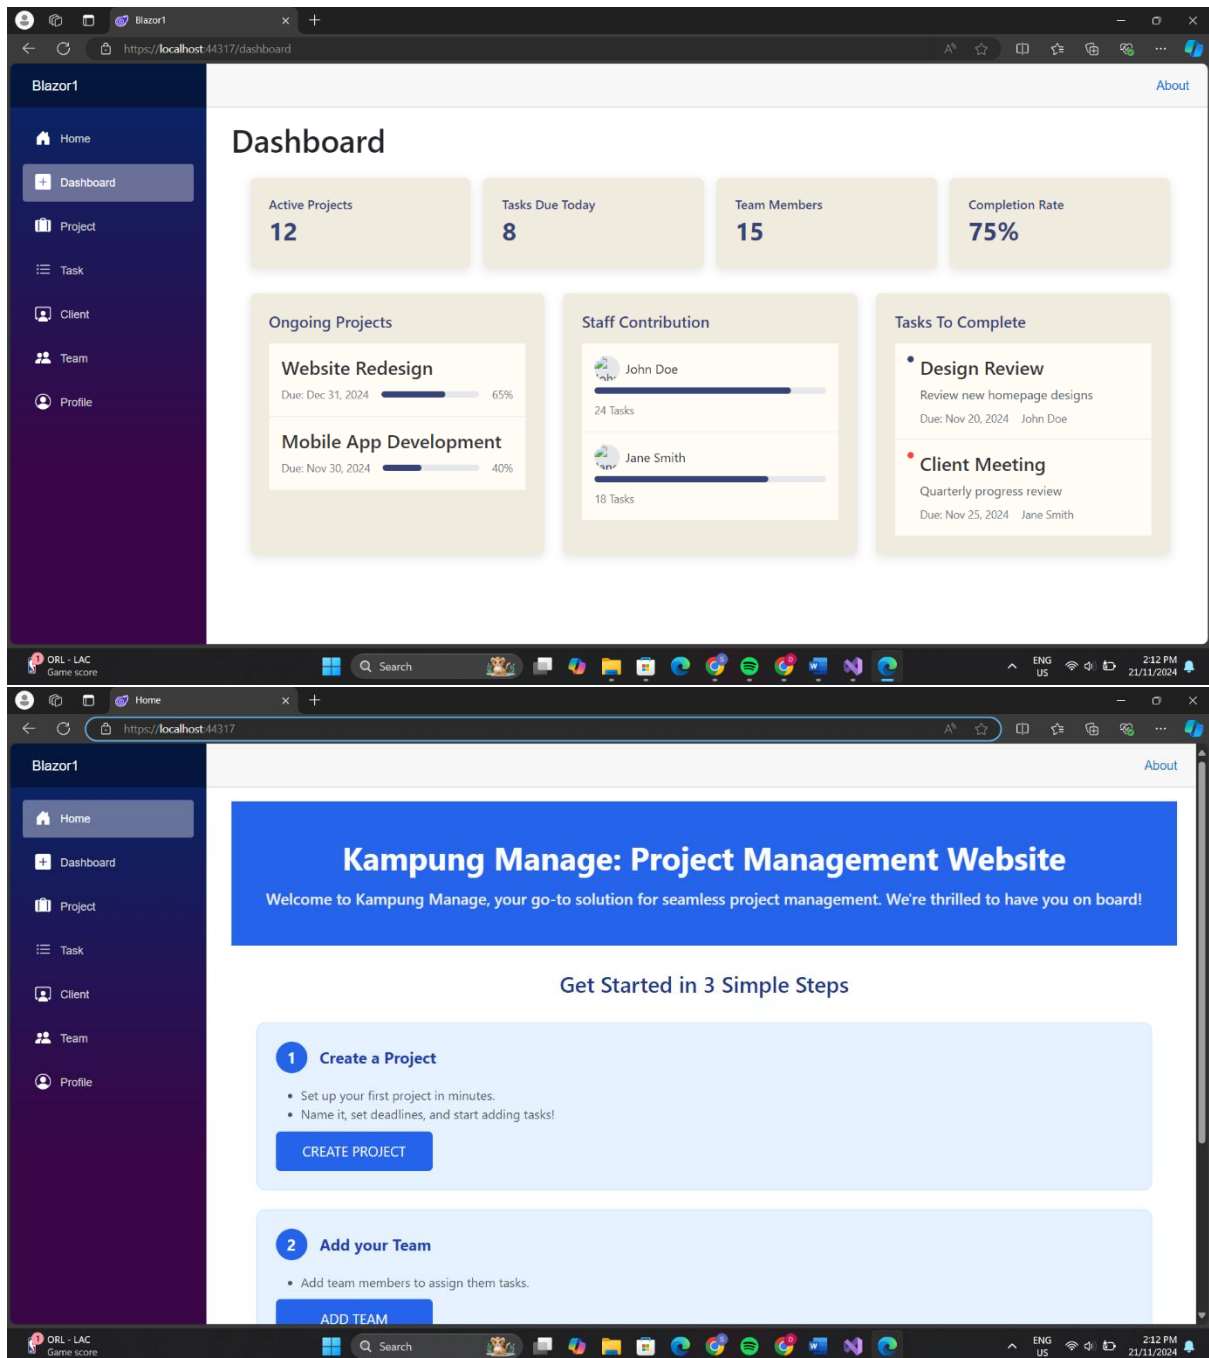 Blazor1
https://localhost:44317/dashboard
Blazor1
About
Home
Dashboard
Project
Task
Client
Team
Profile
Dashboard
Active Projects
12
Tasks Due Today
8
Team Members
15
Completion Rate
75%
Ongoing Projects
Website Redesign
Due: Dec 31, 2024 65%
Mobile App Development
Due: Nov 30, 2024 40%
Staff Contribution
John Doe
24 Tasks
Jane Smith
18 Tasks
Tasks To Complete
Design Review
Review new homepage designs
Due: Nov 20, 2024 John Doe
Client Meeting
Quarterly progress review
Due: Nov 25, 2024 Jane Smith
1
ORL - LAC
Game score
Search
ENG
US
2:12 PM
21/11/2024
Home
https://localhost:44317
Blazor1
About
Home
Dashboard
Project
Task
Client
Team
Profile
Kampung Manage: Project Management Website
Welcome to Kampung Manage, your go-to solution for seamless project management. We're thrilled to have you on board!
Get Started in 3 Simple Steps
1 Create a Project
• Set up your first project in minutes.
• Name it, set deadlines, and start adding tasks!
CREATE PROJECT
2 Add your Team
• Add team members to assign them tasks.
ADD TEAM
1
ORL - LAC
Game score
Search
ENG
US
2:12 PM
21/11/2024